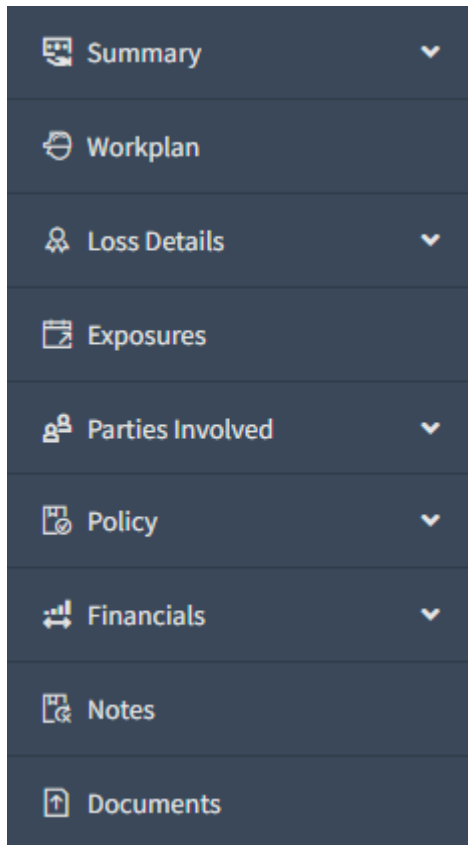 Summary
Workplan
Loss Details
Exposures
Parties Involved
Policy
Financials
Notes
Documents